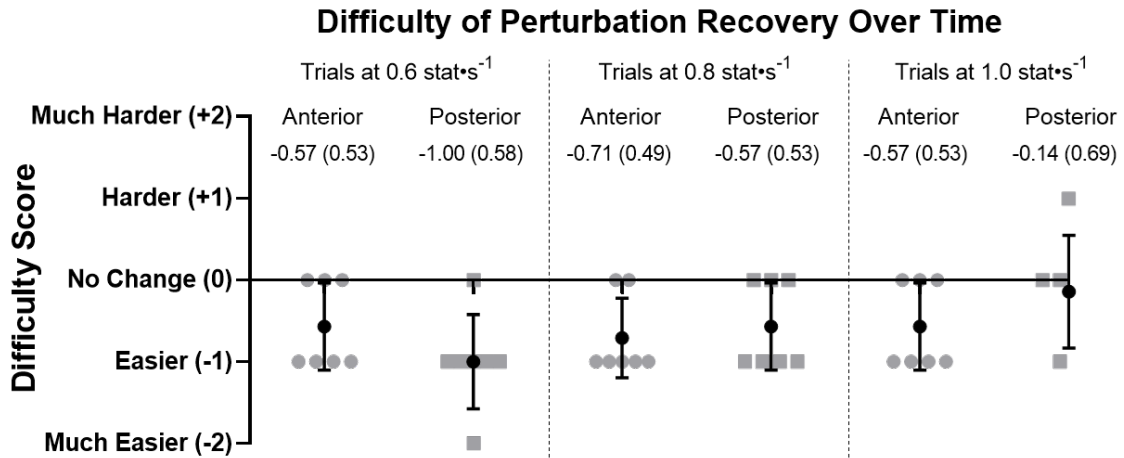 Difficulty of Perturbation Recovery Over Time
Trials at 0.6 stat•s⁻¹ Trials at 0.8 stat•s⁻¹ Trials at 1.0 stat•s⁻¹
Anterior Posterior Anterior Posterior Anterior Posterior
-0.57 (0.53) -1.00 (0.58) -0.71 (0.49) -0.57 (0.53) -0.57 (0.53) -0.14 (0.69)
Difficulty Score
Much Harder (+2)
Harder (+1)
No Change (0)
Easier (-1)
Much Easier (-2)